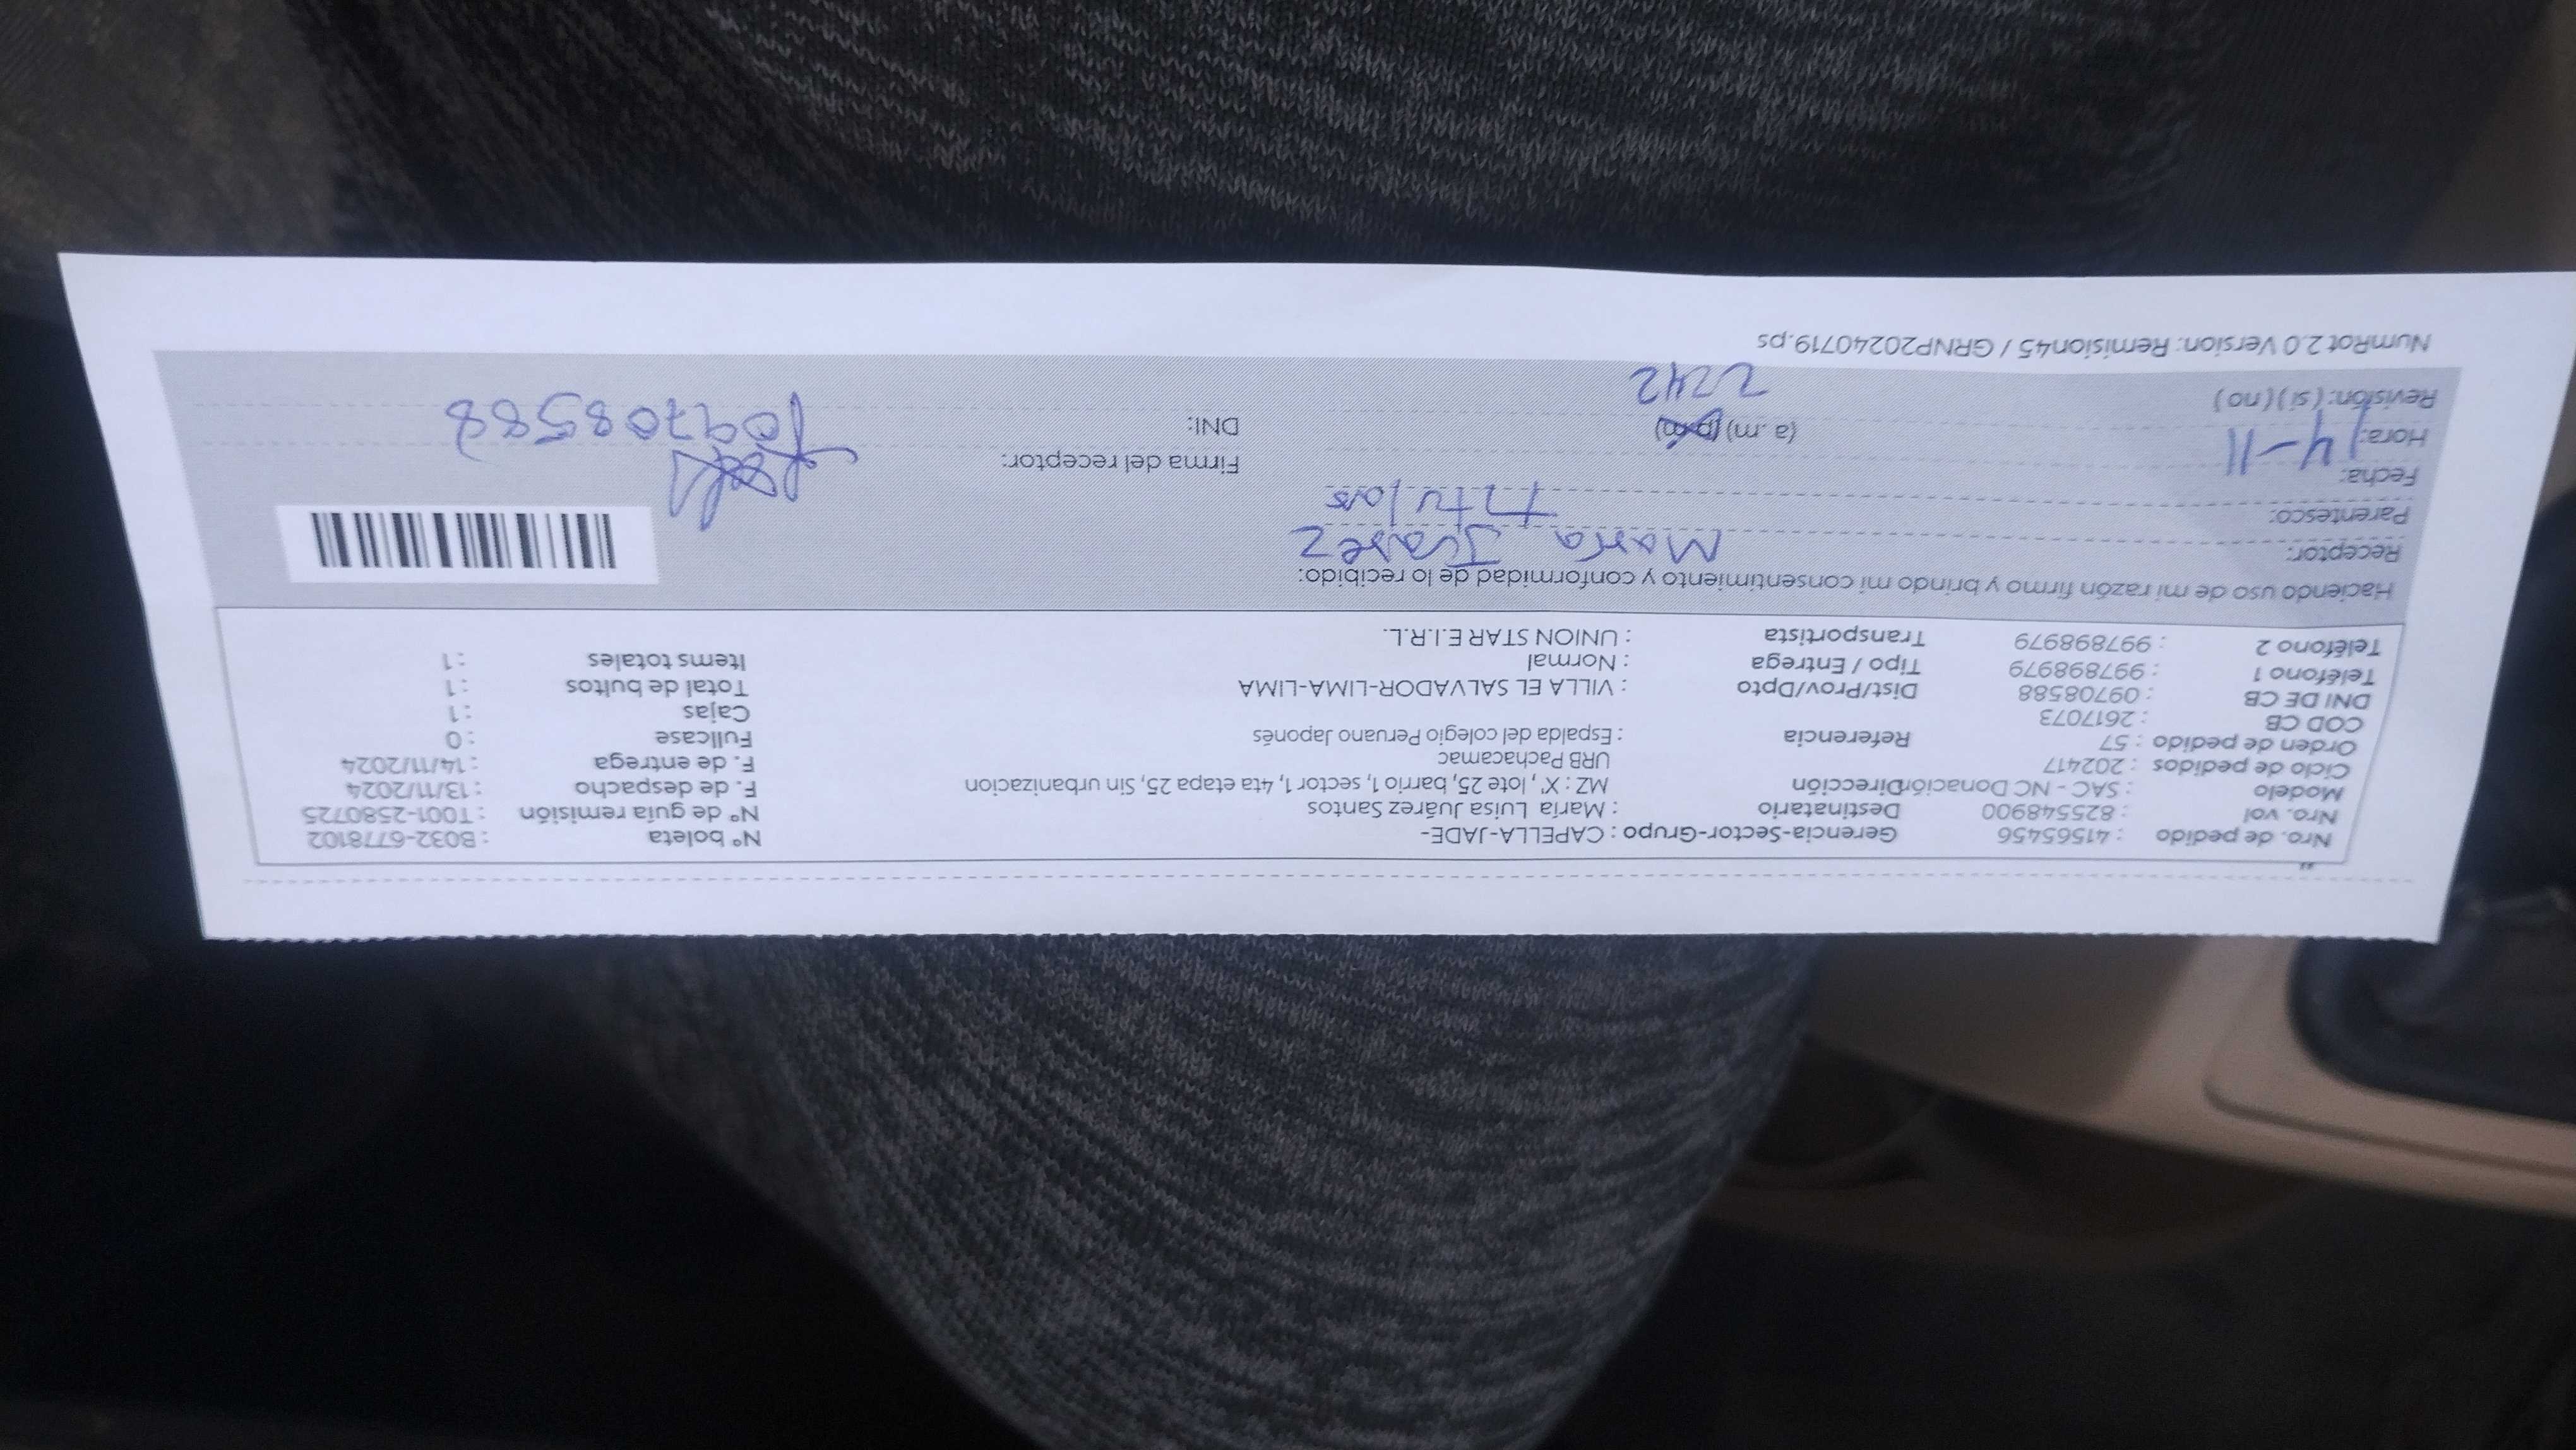 Nro. de pedido : 41565456 Gerencia-Sector-Grupo : CAPELLA-JADE- Nº boleta : B032-6778102
Nro. vol : 825548900 Destinatario : María Luisa Juárez Santos Nº de guía remisión : T001-2580725
Modelo : SAC - NC Donación Dirección MZ : X' , lote 25, barrio 1, sector 1, 4ta etapa 25, Sin urbanizacion F. de despacho : 13/11/2024
Ciclo de pedidos : 202417 URB Pachacamac F. de entrega : 14/11/2024
Orden de pedido : 57 Referencia : Espalda del colegio Peruano Japonés Fullcase : 0
COD CB : 2617073 Cajas : 1
DNI DE CB : 09708588 Dist/Prov/Dpto : VILLA EL SALVADOR-LIMA-LIMA Total de bultos : 1
Teléfono 1 : 997898979 Tipo / Entrega : Normal Items totales : 1
Teléfono 2 : 997898979 Transportista : UNION STAR E.I.R.L.
Haciendo uso de mi razón firmo y brindo mi consentimiento y conformidad de lo recibido:
Receptor: María Juarez
Parentesco: titular
Fecha: 14-11 Firma del receptor:
Hora: (a.m) (p.m) DNI: 09708588
Revisión: (si) (no) 2242
NumRot 2.0 Version: Remision45 / GRNP20240719.ps